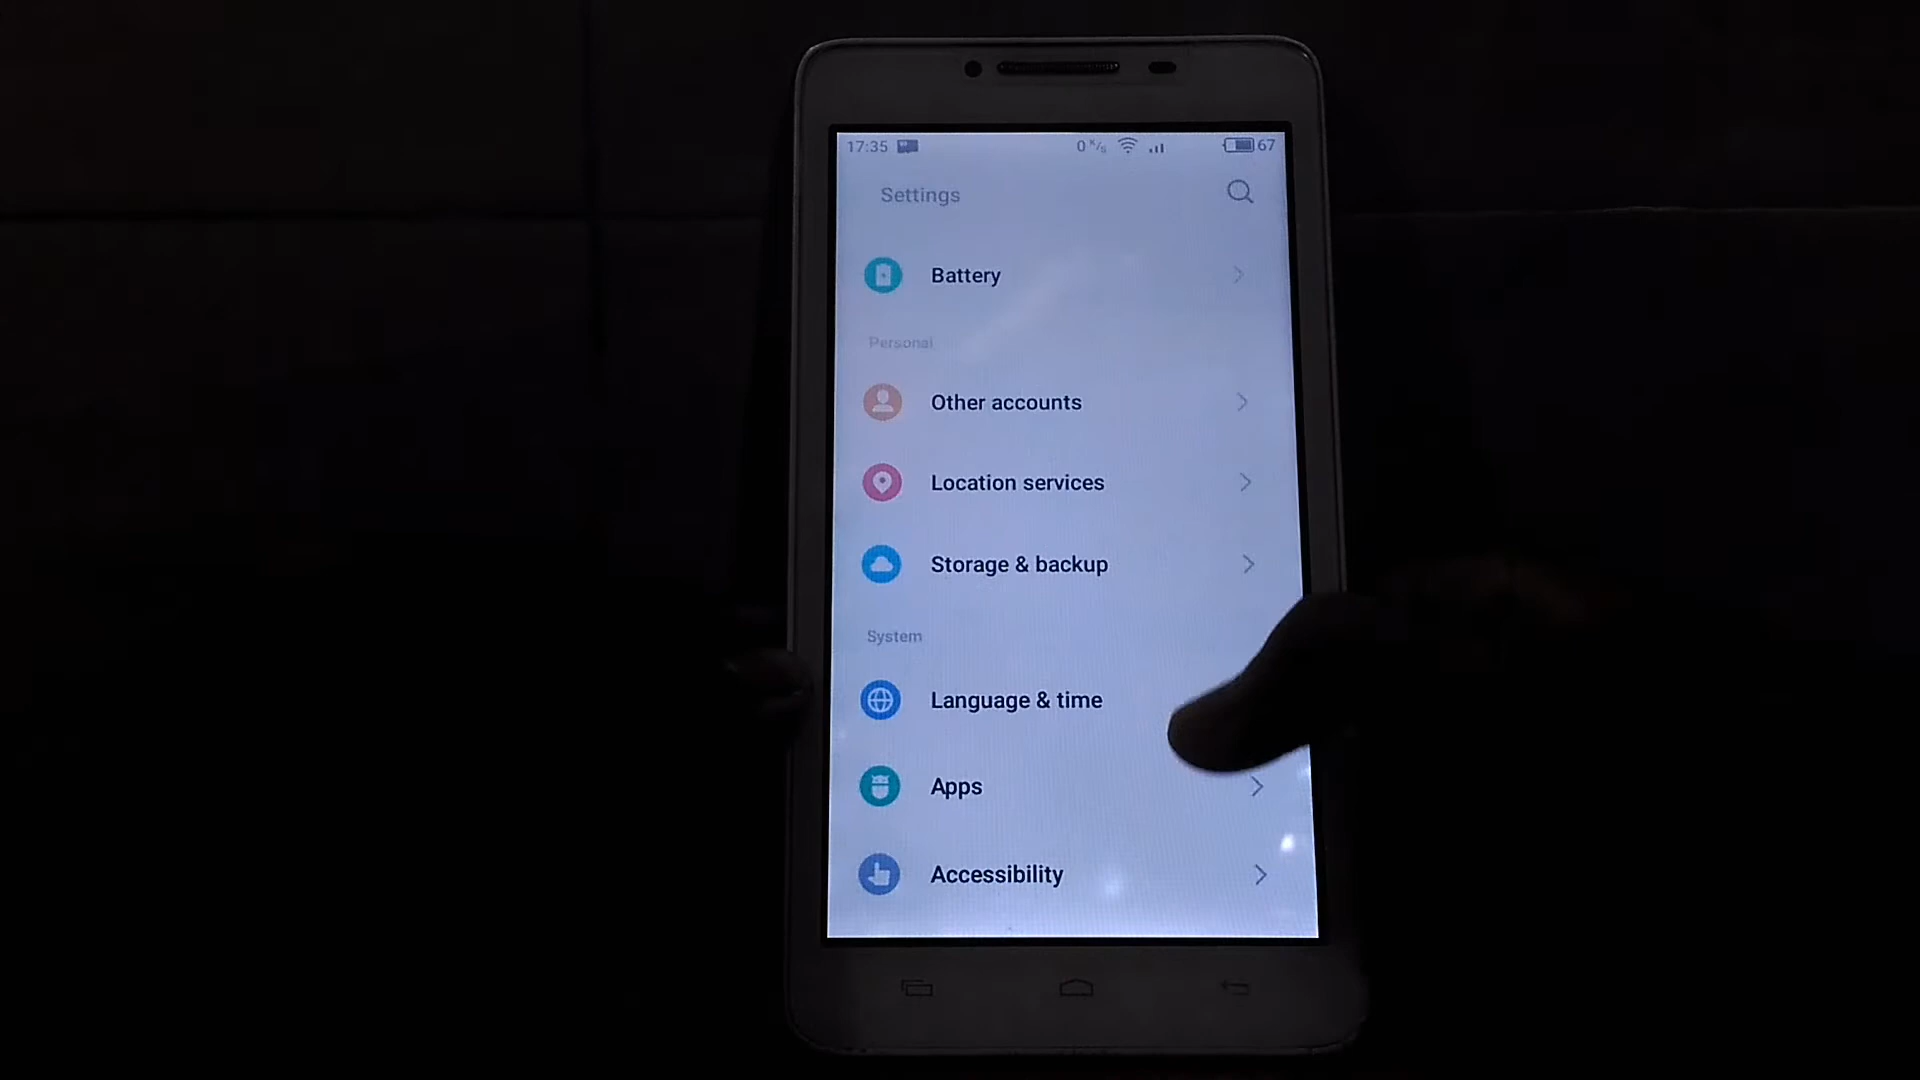 17:35 0 K/s 67
Settings
Battery
Personal
Other accounts
Location services
Storage & backup
System
Language & time
Apps
Accessibility